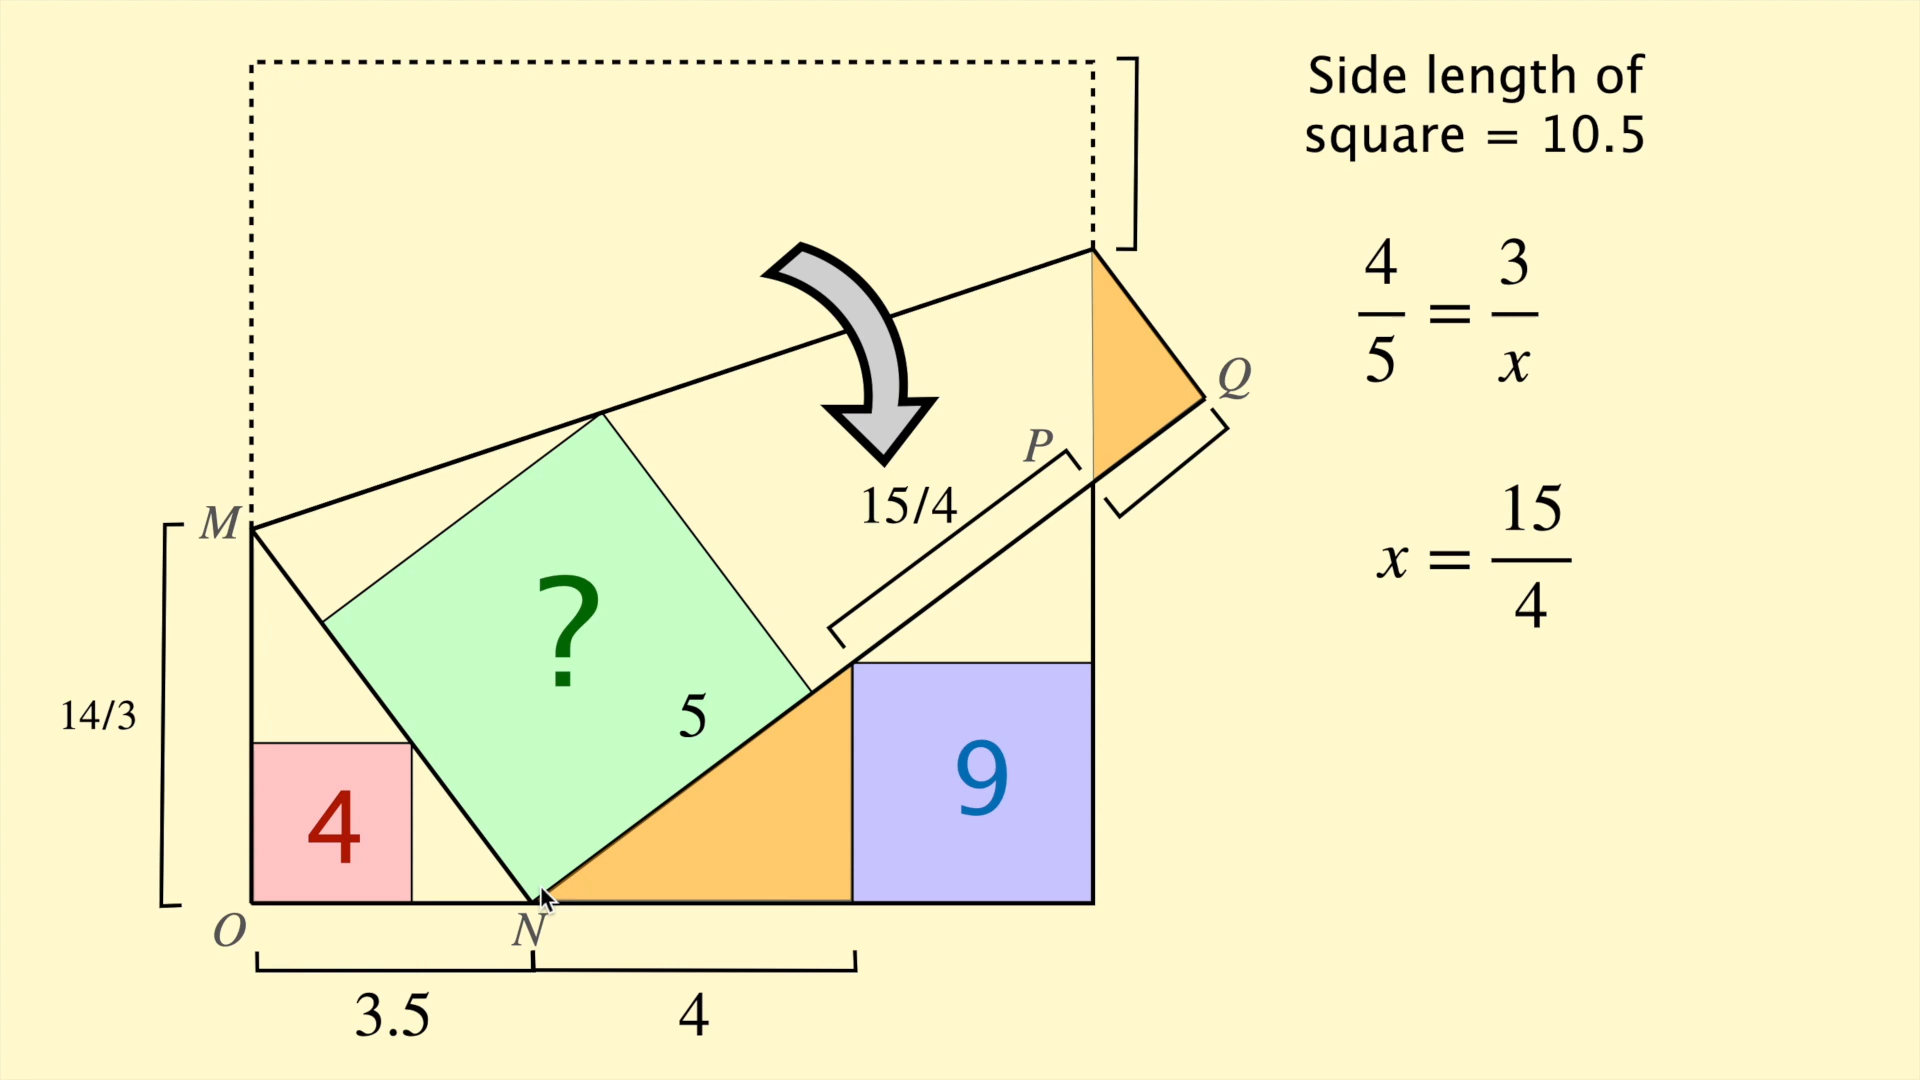 Side length of
square = 10.5
4/5 = 3/x
x = 15/4
M
Q
P
15/4
?
5
14/3
4
9
O
N
3.5
4